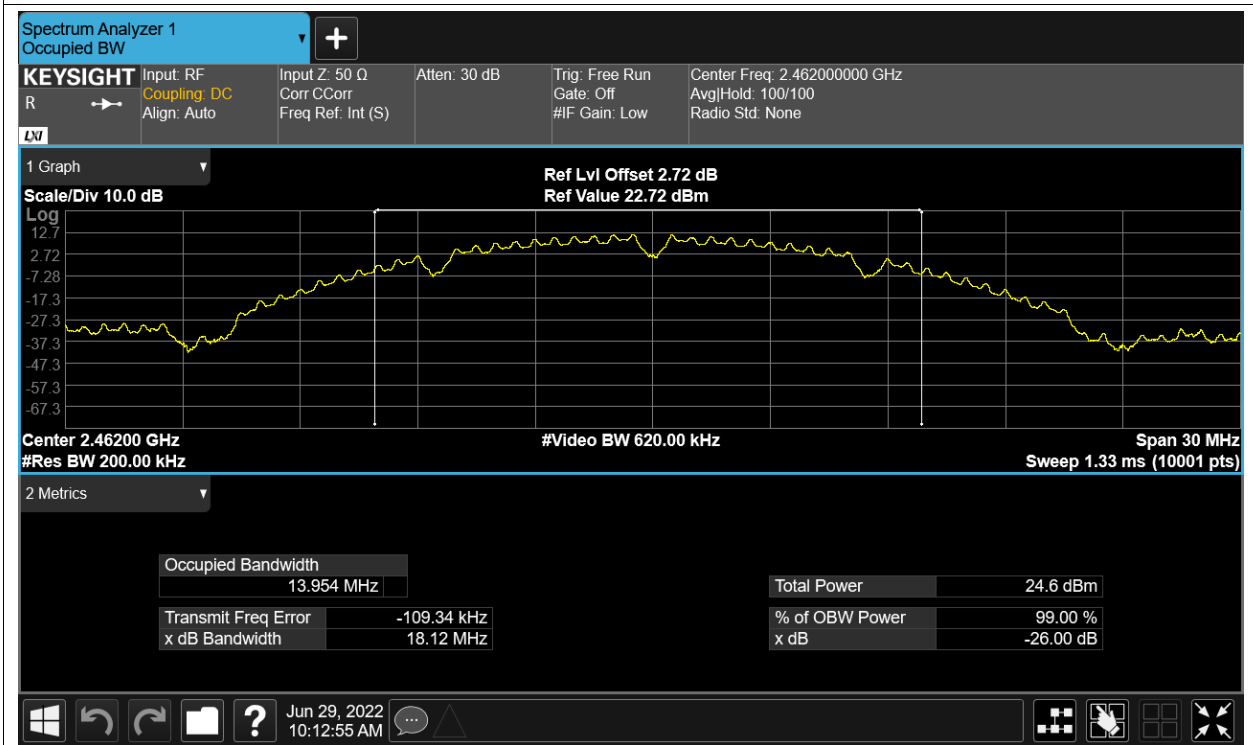 Spectrum Analyzer 1
Occupied BW
KEYSIGHT
R
LXI
Input: RF
Coupling: DC
Align: Auto
Input Z: 50 Ω
Corr CCorr
Freq Ref: Int (S)
Atten: 30 dB
Trig: Free Run
Gate: Off
#IF Gain: Low
Center Freq: 2.462000000 GHz
Avg|Hold: 100/100
Radio Std: None
1 Graph
Scale/Div 10.0 dB
Ref Lvl Offset 2.72 dB
Ref Value 22.72 dBm
Log
12.7
2.72
-7.28
-17.3
-27.3
-37.3
-47.3
-57.3
-67.3
Center 2.46200 GHz
#Res BW 200.00 kHz
#Video BW 620.00 kHz
Span 30 MHz
Sweep 1.33 ms (10001 pts)
2 Metrics
Occupied Bandwidth
13.954 MHz
Transmit Freq Error -109.34 kHz
x dB Bandwidth 18.12 MHz
Total Power 24.6 dBm
% of OBW Power 99.00 %
x dB -26.00 dB
?
Jun 29, 2022
10:12:55 AM